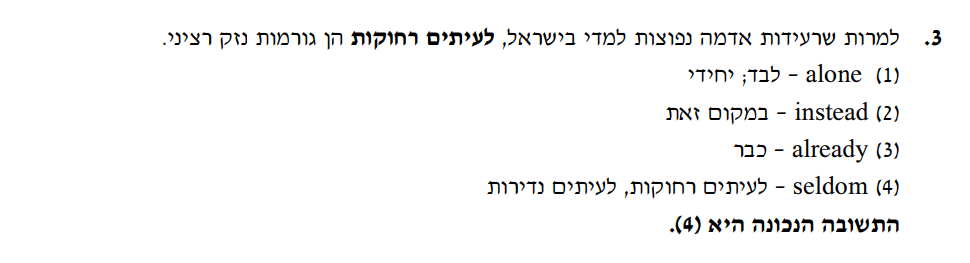 3. למרות שרעידות אדמה נפוצות למדי בישראל, לעיתים רחוקות הן גורמות נזק רציני.
(1) alone – לבד; יחידי
(2) instead – במקום זאת
(3) already – כבר
(4) seldom – לעיתים רחוקות, לעיתים נדירות
התשובה הנכונה היא (4).